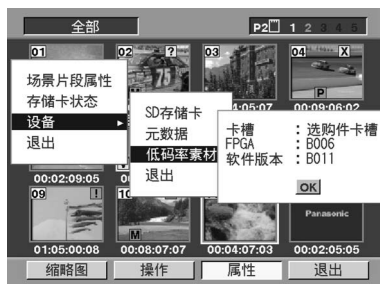 全部
P2 1 2 3 4 5
01
02 ?
03
04 X
P
4:05:07
00:09:06:02
场景片段属性
存储卡状态
设备
退出
SD存储卡
元数据
低码率素材
退出
卡槽 ：选购件卡槽
FPGA ：B006
软件版本 ：B011
OK
00:02:09:05
09 !
10
M
Panasonic
01:05:00:08
00:08:07:07
00:04:07:03
00:02:05:05
缩略图
操作
属性
退出